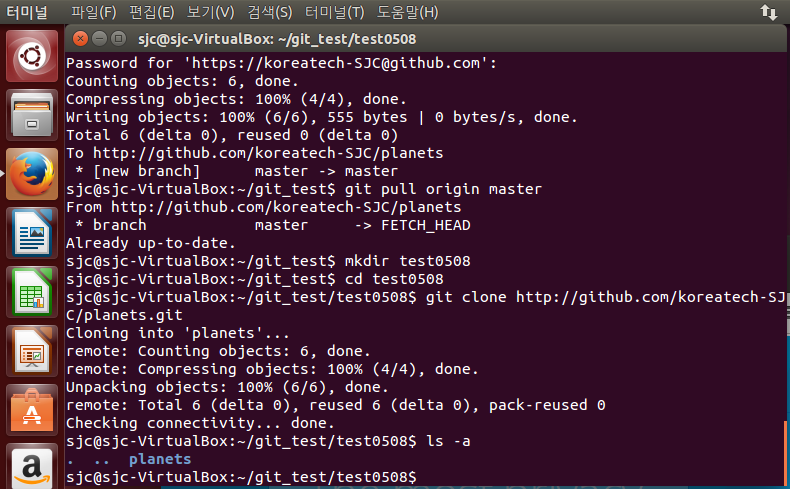 터미널 파일(F) 편집(E) 보기(V) 검색(S) 터미널(T) 도움말(H)
sjc@sjc-VirtualBox: ~/git_test/test0508
Password for 'https://koreatech-SJC@github.com':
Counting objects: 6, done.
Compressing objects: 100% (4/4), done.
Writing objects: 100% (6/6), 555 bytes | 0 bytes/s, done.
Total 6 (delta 0), reused 0 (delta 0)
To http://github.com/koreatech-SJC/planets
 * [new branch]      master -> master
sjc@sjc-VirtualBox:~/git_test$ git pull origin master
From http://github.com/koreatech-SJC/planets
 * branch            master     -> FETCH_HEAD
Already up-to-date.
sjc@sjc-VirtualBox:~/git_test$ mkdir test0508
sjc@sjc-VirtualBox:~/git_test$ cd test0508
sjc@sjc-VirtualBox:~/git_test/test0508$ git clone http://github.com/koreatech-SJ
C/planets.git
Cloning into 'planets'...
remote: Counting objects: 6, done.
remote: Compressing objects: 100% (4/4), done.
Unpacking objects: 100% (6/6), done.
remote: Total 6 (delta 0), reused 6 (delta 0), pack-reused 0
Checking connectivity... done.
sjc@sjc-VirtualBox:~/git_test/test0508$ ls -a
.  ..  planets
sjc@sjc-VirtualBox:~/git_test/test0508$